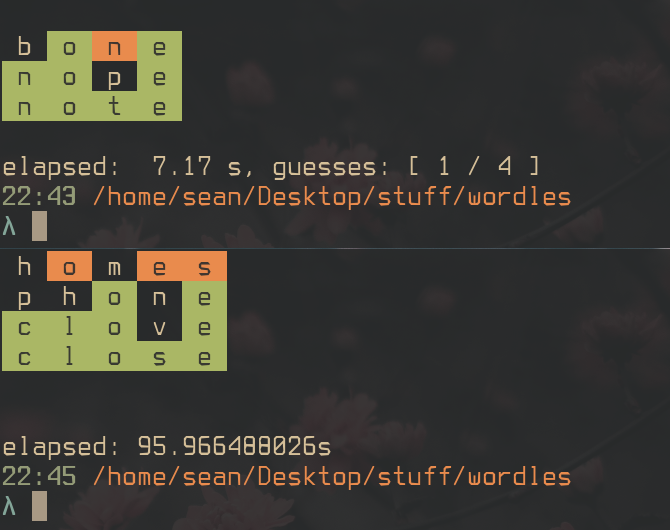 b o n e
n o p e
n o t e
elapsed:  7.17 s, guesses: [ 1 / 4 ]
22:43 /home/sean/Desktop/stuff/wordles
λ
h o m e s
p h o n e
c l o v e
c l o s e
elapsed: 95.966488026s
22:45 /home/sean/Desktop/stuff/wordles
λ